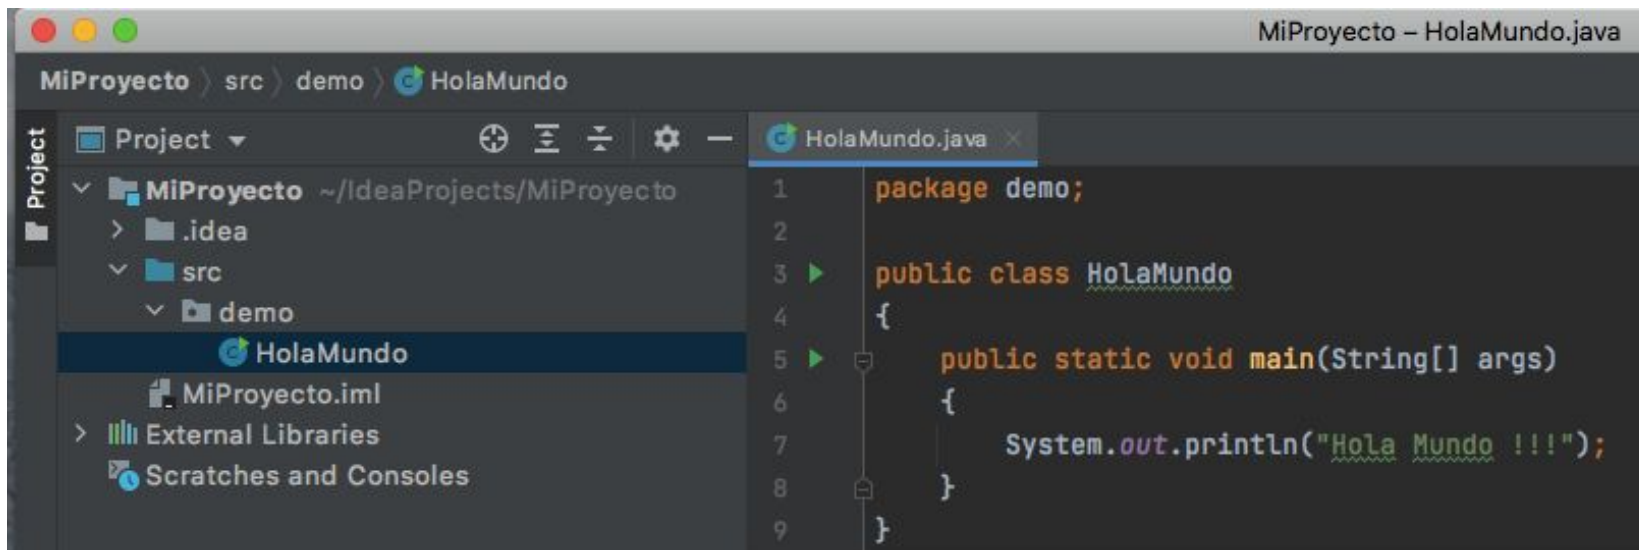 MiProyecto – HolaMundo.java
MiProyecto src demo HolaMundo
Project
Project
MiProyecto ~/IdeaProjects/MiProyecto
.idea
src
demo
HolaMundo
MiProyecto.iml
External Libraries
Scratches and Consoles
HolaMundo.java
1 package demo;
2
3 public class HolaMundo
4 {
5 public static void main(String[] args)
6 {
7 System.out.println("Hola Mundo !!!");
8 }
9 }